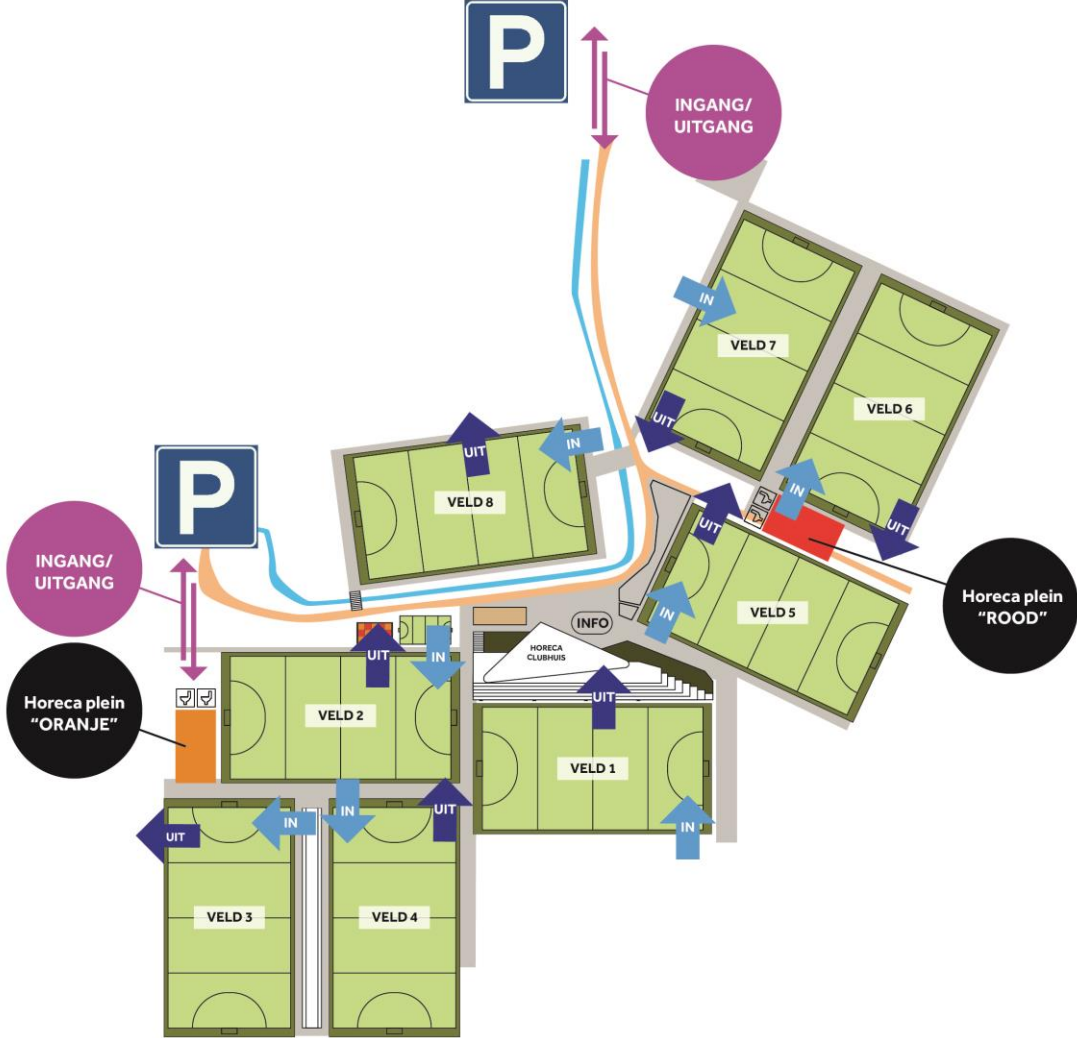 P
INGANG/
UITGANG
IN
VELD 7
VELD 6
UIT
UIT
IN
VELD 8
IN
UIT
UIT
P
INGANG/
UITGANG
VELD 5
IN
Horeca plein
“ROOD”
INFO
HORECA
CLUBHUIS
UIT
IN
Horeca plein
“ORANJE”
VELD 2
UIT
VELD 1
IN
UIT
IN
UIT
IN
VELD 3
VELD 4